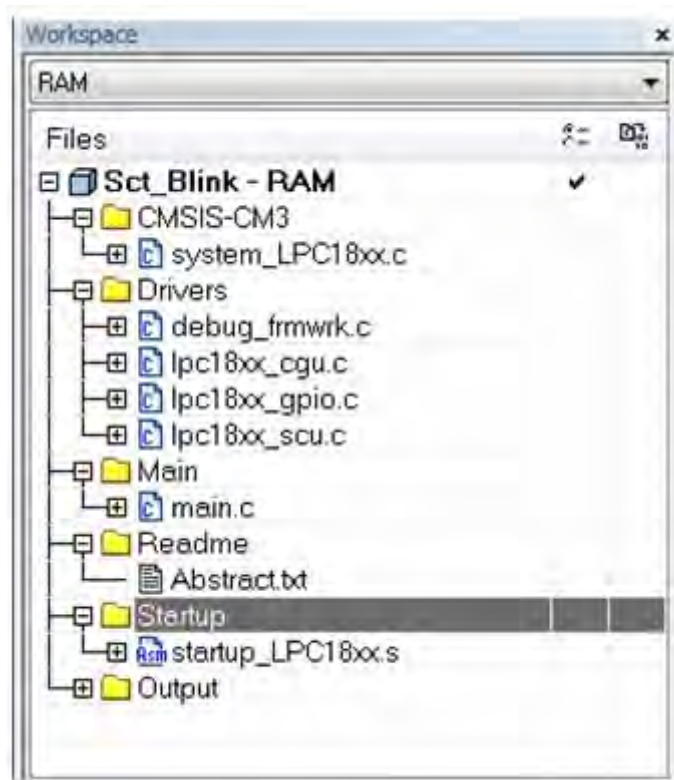 Workspace
RAM
Files
Sct_Blink - RAM
CMSIS-CM3
system_LPC18xx.c
Drivers
debug_frmwrk.c
lpc18xx_cgu.c
lpc18xx_gpio.c
lpc18xx_scu.c
Main
main.c
Readme
Abstract.txt
Startup
Asm startup_LPC18xx.s
Output